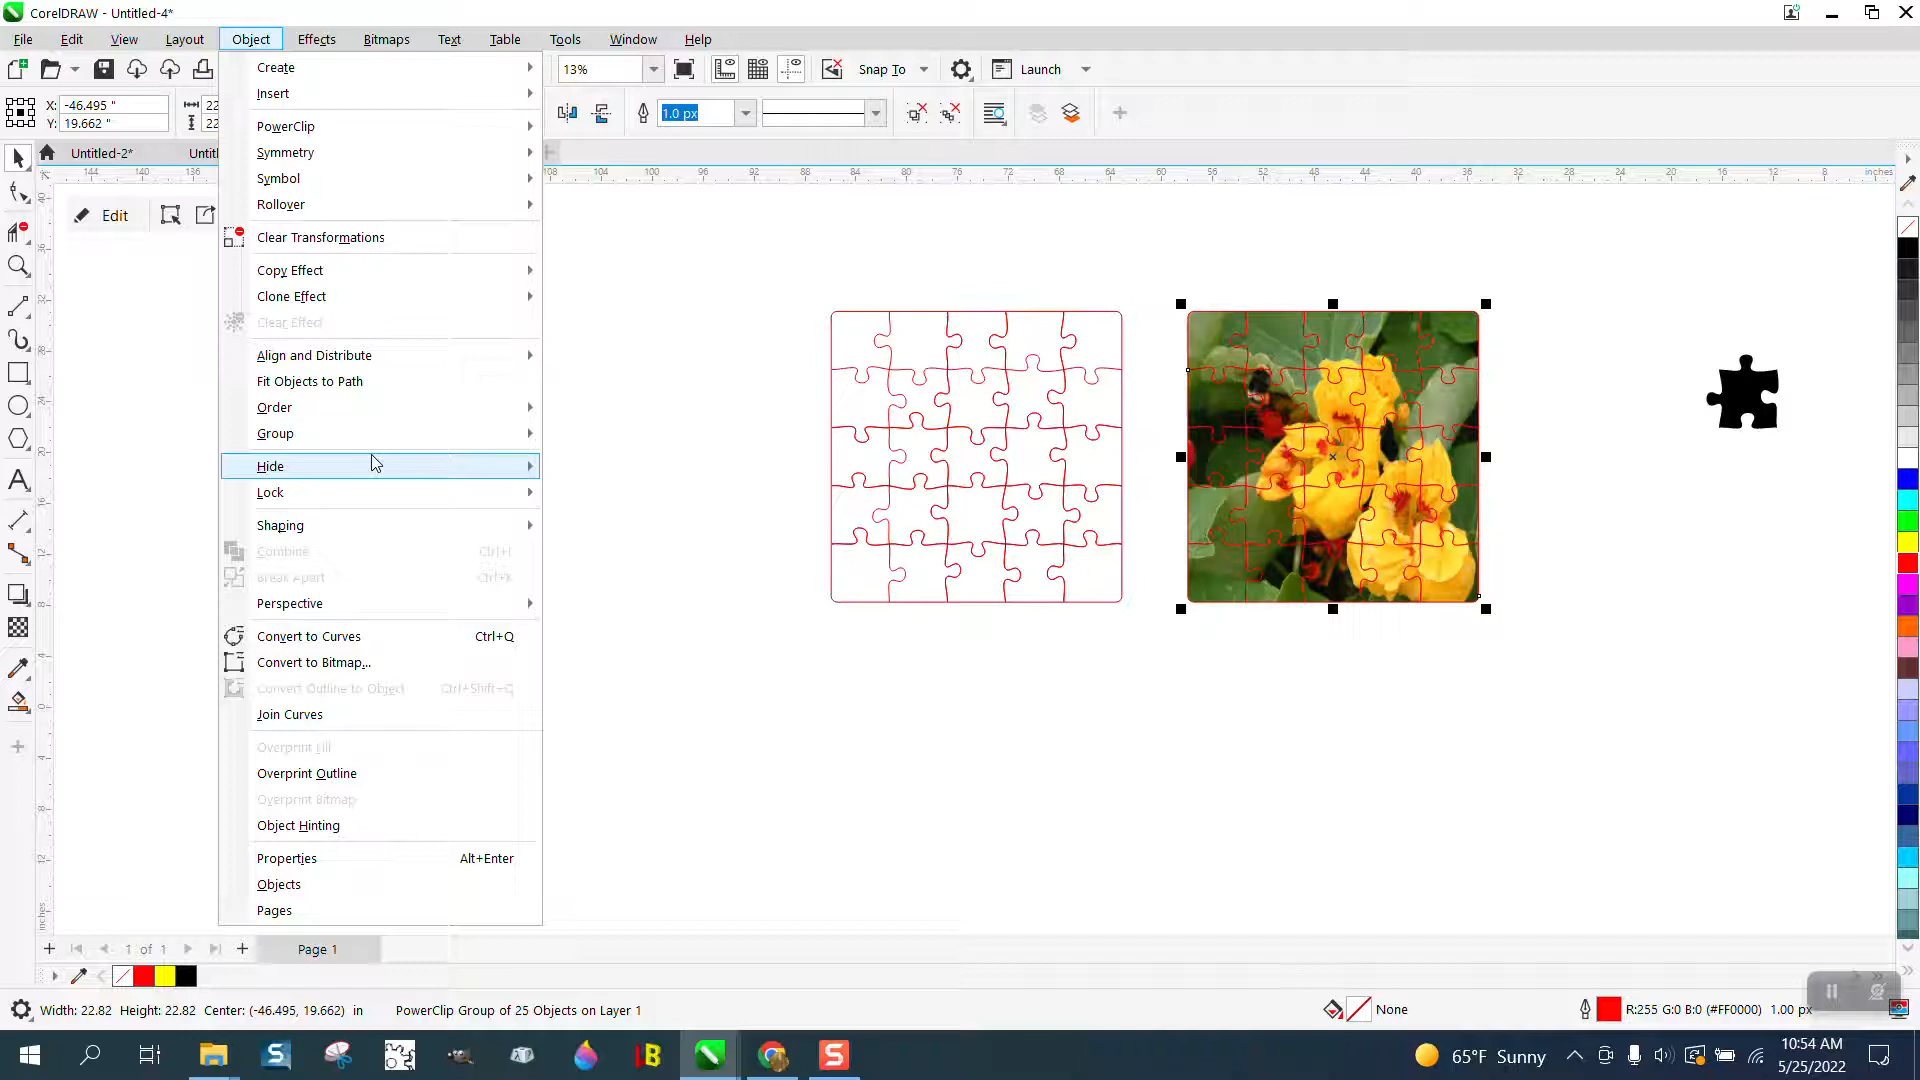 CorelDRAW - Untitled-4*
File Edit View Layout Object Effects Bitmaps Text Table Tools Window Help
13% Snap To Launch
X: -46.495 " 22
Y: 19.662 " 22
1.0 px
Untitled-2* Untitl
144 140 136 108 104 100 96 92 88 84 80 76 72 68 64 60 56 52 48 44 40 36 32 28 24 20 16 12 8 inches
Edit
Create
Insert
PowerClip
Symmetry
Symbol
Rollover
Clear Transformations
Copy Effect
Clone Effect
Clear Effect
Align and Distribute
Fit Objects to Path
Order
Group
Hide
Lock
Shaping
Combine Ctrl+L
Break Apart Ctrl+K
Perspective
Convert to Curves Ctrl+Q
Convert to Bitmap...
Convert Outline to Object Ctrl+Shift+Q
Join Curves
Overprint Fill
Overprint Outline
Overprint Bitmap
Object Hinting
Properties Alt+Enter
Objects
Pages
1 of 1 Page 1
Width: 22.82 Height: 22.82 Center: (-46.495, 19.662) in PowerClip Group of 25 Objects on Layer 1 None R:255 G:0 B:0 (#FF0000) 1.00 px
65°F Sunny
10:54 AM
5/25/2022